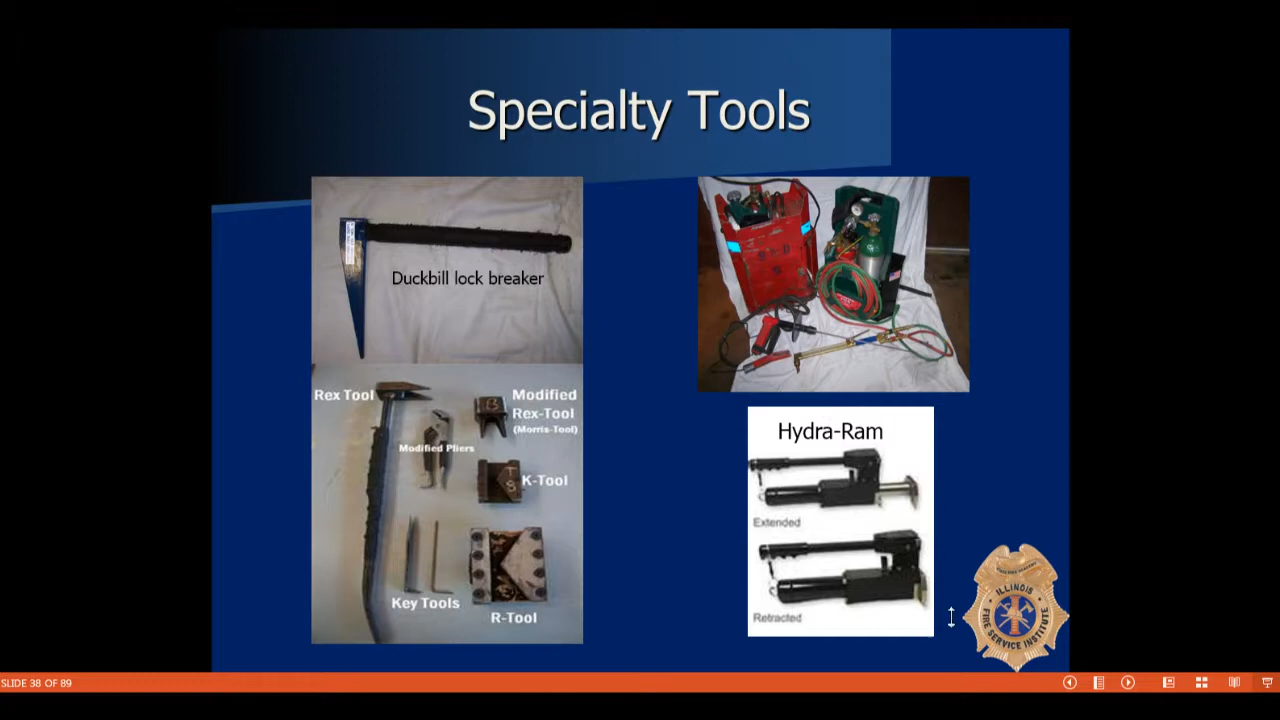 Specialty Tools
Duckbill lock breaker
Rex Tool
Modified
Rex-Tool
(Morris-Tool)
Modified Pliers
K-Tool
Key Tools
R-Tool
Hydra-Ram
Extended
Retracted
ILLINOIS
FIRE SERVICE INSTITUTE
SLIDE 38 OF 89